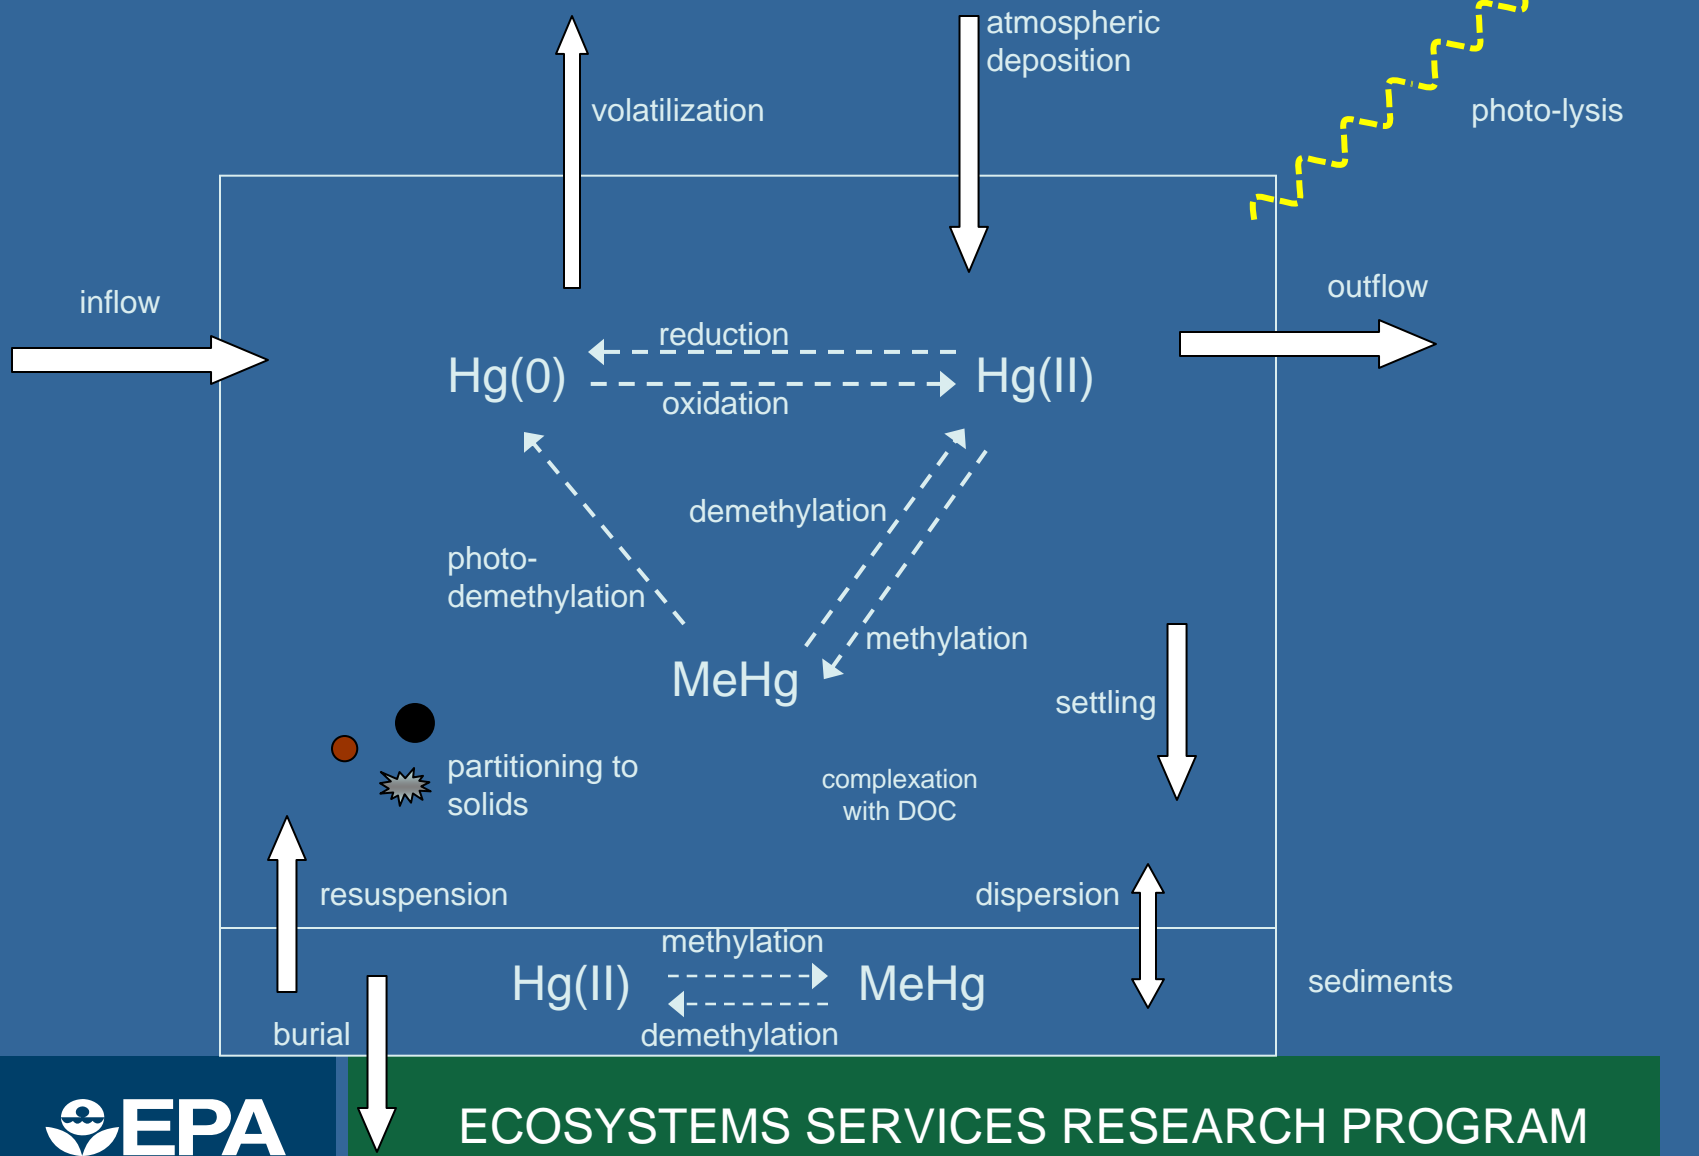 atmospheric
deposition
volatilization
photo-lysis
inflow
outflow
reduction
Hg(0)
Hg(II)
oxidation
demethylation
photo-
demethylation
methylation
MeHg
settling
partitioning to
solids
complexation
with DOC
resuspension
dispersion
methylation
Hg(II)
MeHg
sediments
burial
demethylation
EPA
ECOSYSTEMS SERVICES RESEARCH PROGRAM